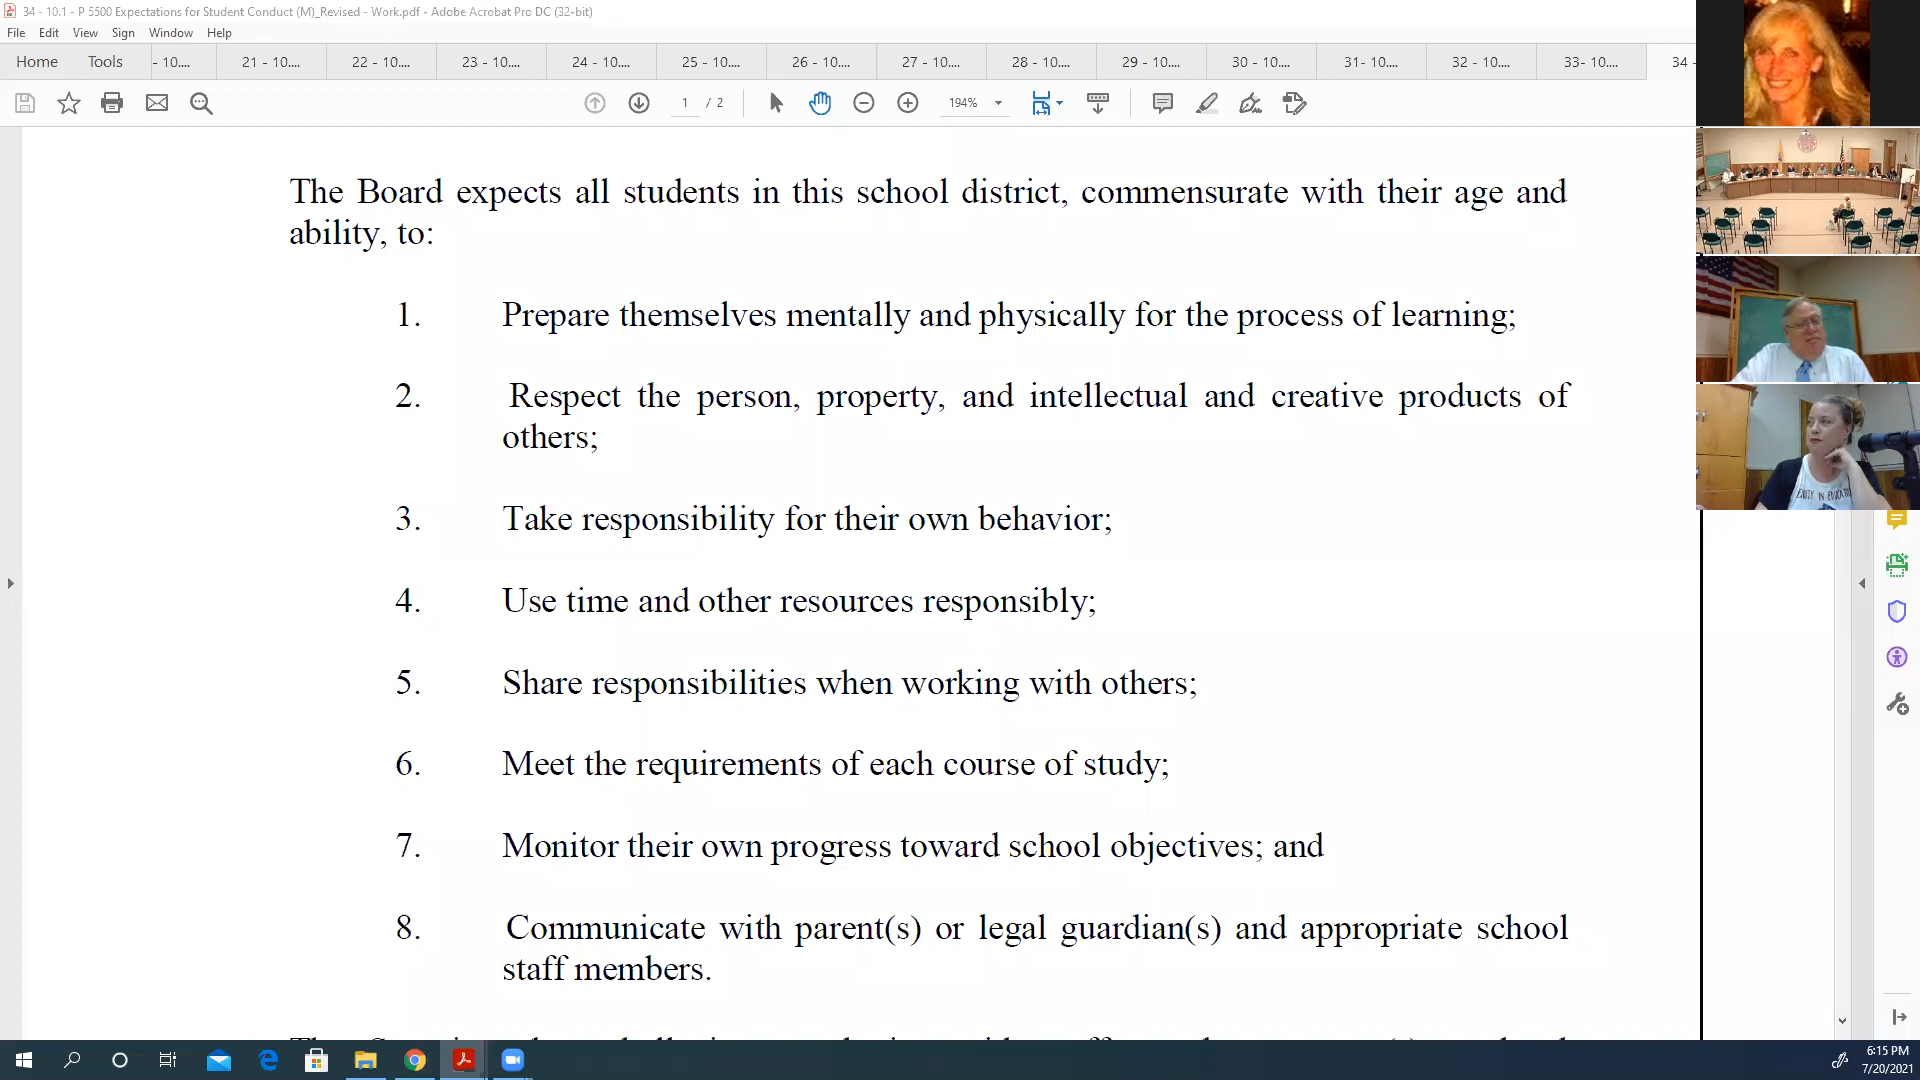 34 - 10.1 - P 5500 Expectations for Student Conduct (M)_Revised - Work.pdf - Adobe Acrobat Pro DC (32-bit)
File Edit View Sign Window Help
Home Tools - 10.... 21 - 10.... 22 - 10.... 23 - 10.... 24 - 10.... 25 - 10.... 26 - 10.... 27 - 10.... 28 - 10.... 29 - 10.... 30 - 10.... 31- 10.... 32 - 10.... 33- 10.... 34 -
1 / 2 194%
The Board expects all students in this school district, commensurate with their age and
ability, to:
1. Prepare themselves mentally and physically for the process of learning;
2. Respect the person, property, and intellectual and creative products of
others;
3. Take responsibility for their own behavior;
4. Use time and other resources responsibly;
5. Share responsibilities when working with others;
6. Meet the requirements of each course of study;
7. Monitor their own progress toward school objectives; and
8. Communicate with parent(s) or legal guardian(s) and appropriate school
staff members.
6:15 PM
7/20/2021